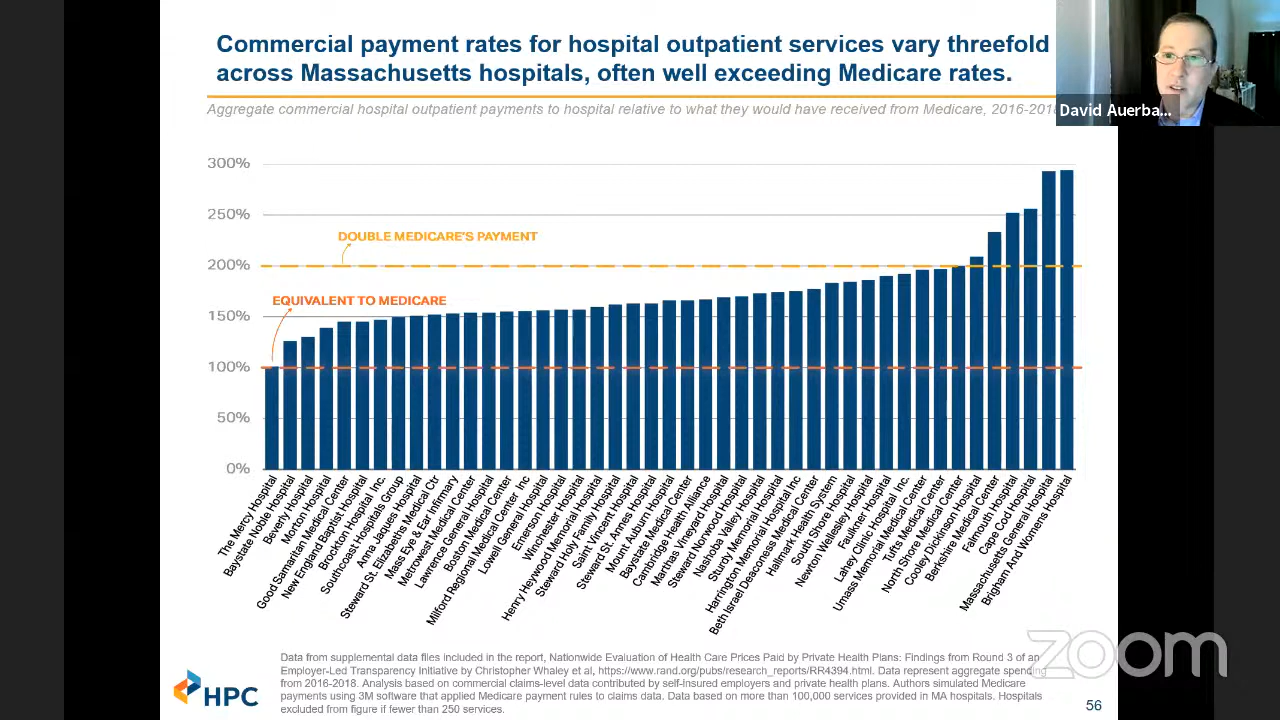 Commercial payment rates for hospital outpatient services vary threefold
across Massachusetts hospitals, often well exceeding Medicare rates.
Aggregate commercial hospital outpatient payments to hospital relative to what they would have received from Medicare, 2016-201
David Auerba...
300%
250%
DOUBLE MEDICARE'S PAYMENT
200%
EQUIVALENT TO MEDICARE
150%
100%
50%
0%
The Mercy Hospital
Baystate Noble Hospital
Beverly Hospital
Morton Hospital
Good Samaritan Medical Center
New England Baptist Hospital
Brockton Hospital Inc.
Southcoast Hospitals Group
Anna Jaques Hospital
Steward St. Elizabeths Medical Ctr
Mass Eye & Ear Infirmary
Metrowest Medical Center
Lawrence General Hospital
Boston Medical Center
Milford Regional Medical Center Inc
Lowell General Hospital
Emerson Hospital
Winchester Hospital
Henry Heywood Memorial Hospital
Steward Holy Family Hospital
Saint Vincent Hospital
Steward St. Annes Hospital
Mount Auburn Hospital
Baystate Medical Center
Cambridge Health Alliance
Marthas Vineyard Hospital
Steward Norwood Hospital
Nashoba Valley Hospital
Sturdy Memorial Hospital
Harrington Memorial Hospital Inc
Beth Israel Deaconess Medical Center
Hallmark Health System
South Shore Hospital
Newton Wellesley Hospital
Faulkner Hospital
Lahey Clinic Hospital Inc.
Umass Memorial Medical Center
Tufts Medical Center
North Shore Medical Center
Cooley Dickinson Hospital
Berkshire Medical Center
Falmouth Hospital
Cape Cod Hospital
Massachusetts General Hospital
Brigham And Womens Hospital
zoom
HPC
Data from supplemental data files included in the report, Nationwide Evaluation of Health Care Prices Paid by Private Health Plans: Findings from Round 3 of an
Employer-Led Transparency Initiative by Christopher Whaley et al, https://www.rand.org/pubs/research_reports/RR4394.html. Data represent aggregate spending
from 2016-2018. Analysis based on commercial claims-level data contributed by self-insured employers and private health plans. Authors simulated Medicare
payments using 3M software that applied Medicare payment rules to claims data. Data based on more than 100,000 services provided in MA hospitals. Hospitals
excluded from figure if fewer than 250 services.
56